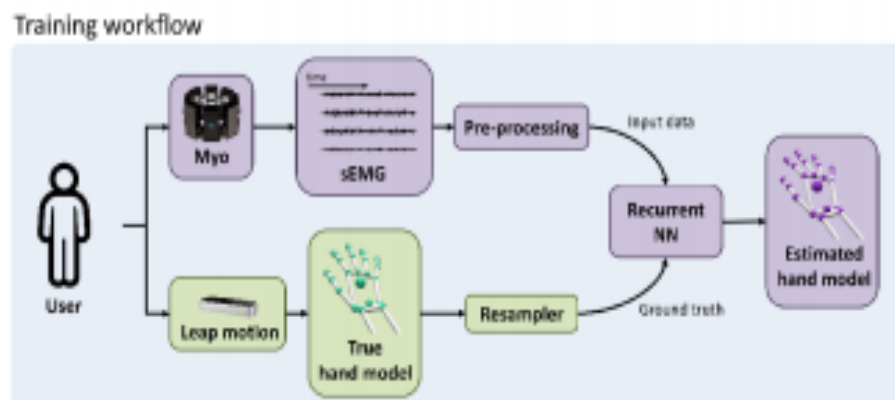 Training workflow
Myo
time
sEMG
Pre-processing
Input data
User
Recurrent
NN
Estimated
hand model
Leap motion
True
hand model
Resampler
Ground truth